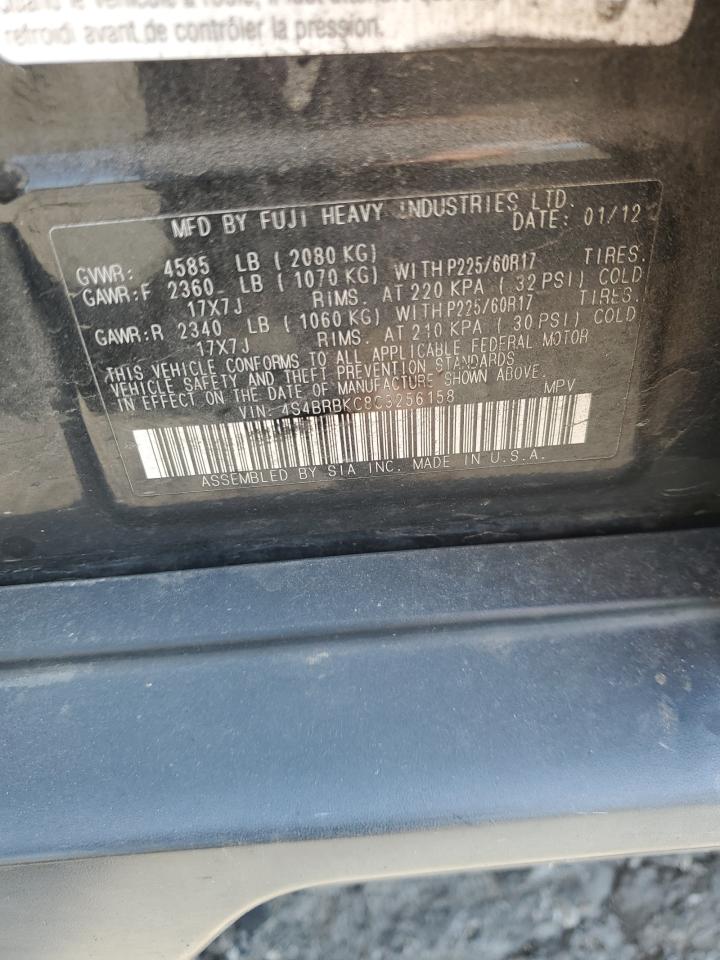 refroidi avant de contrôler la pression.
MFD BY FUJI HEAVY INDUSTRIES LTD.
DATE: 01/12
GVWR: 4585 LB (2080 KG)
GAWR:F 2360 LB (1070 KG) WITH P225/60R17 TIRES.
17X7J RIMS. AT 220 KPA (32 PSI) COLD
GAWR:R 2340 LB (1060 KG) WITH P225/60R17 TIRES.
17X7J RIMS. AT 210 KPA (30 PSI) COLD
THIS VEHICLE CONFORMS TO ALL APPLICABLE FEDERAL MOTOR
VEHICLE SAFETY AND THEFT PREVENTION STANDARDS
IN EFFECT ON THE DATE OF MANUFACTURE SHOWN ABOVE.
VIN: 4S4BRBKC8C3256158 MPV
ASSEMBLED BY SIA INC. MADE IN U.S.A.